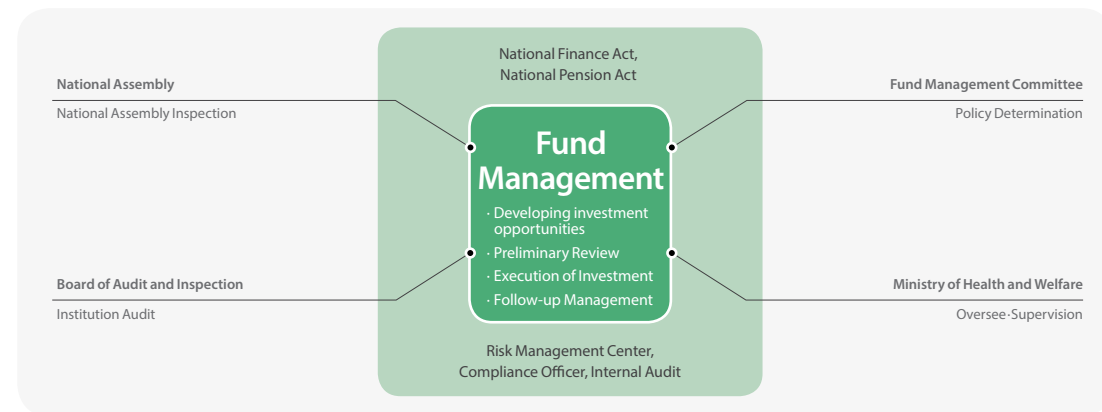 National Finance Act,
National Pension Act
National Assembly
National Assembly Inspection
Fund Management Committee
Policy Determination
Fund
Management
· Developing investment
opportunities
· Preliminary Review
· Execution of Investment
· Follow-up Management
Board of Audit and Inspection
Institution Audit
Ministry of Health and Welfare
Oversee·Supervision
Risk Management Center,
Compliance Officer, Internal Audit